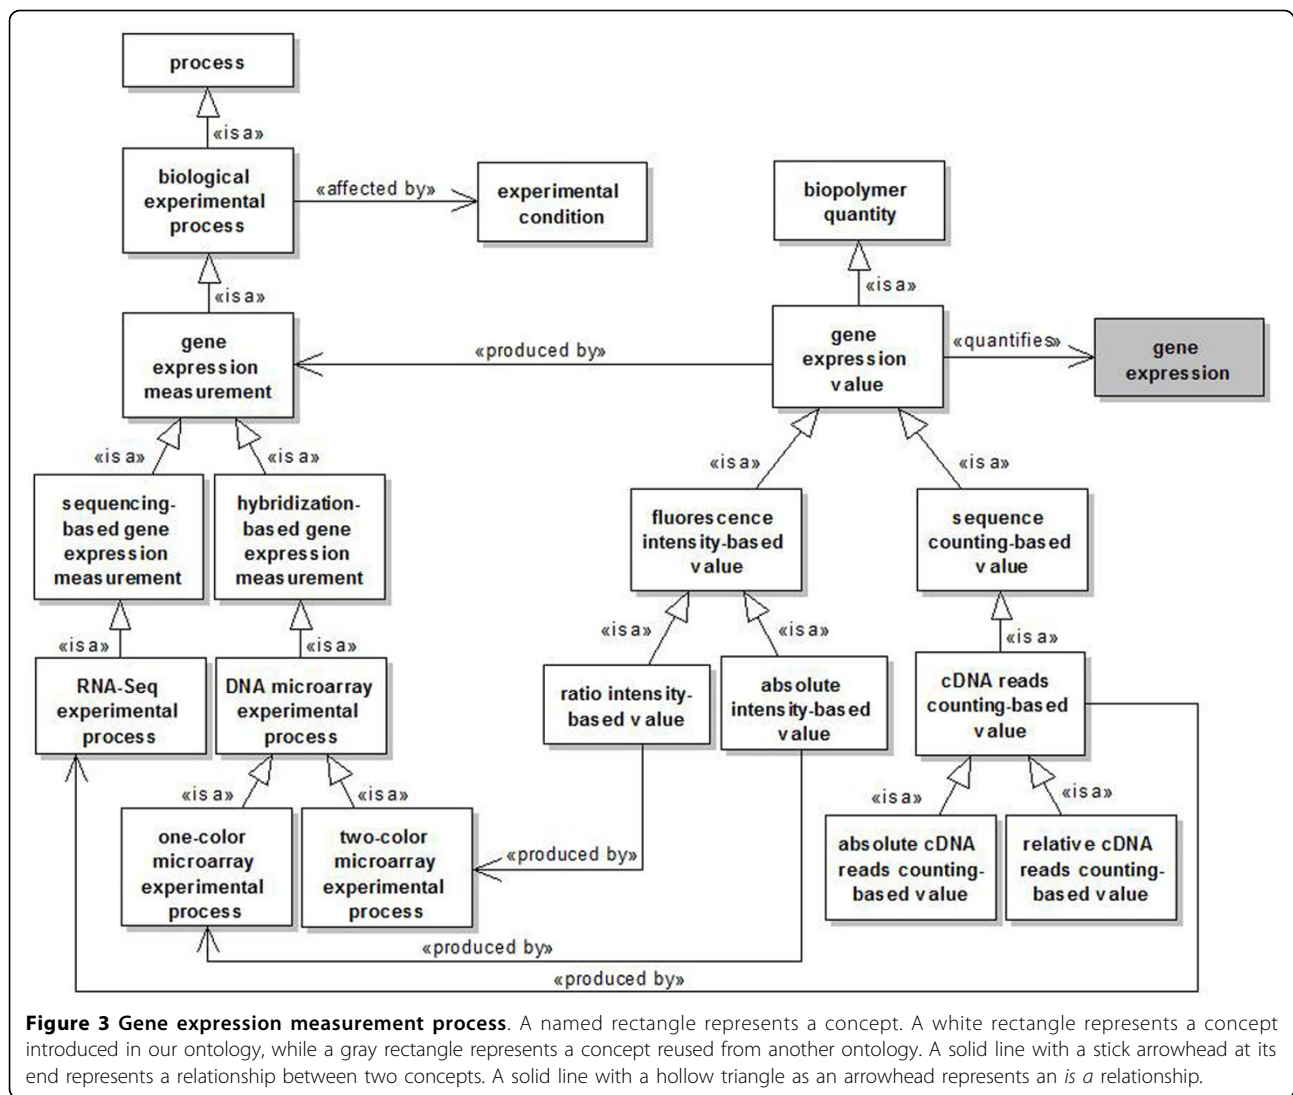 process
«is a»
biological
experimental
process
«affected by»
experimental
condition
biopolymer
quantity
«is a»
«is a»
gene
expression
measurement
«produced by»
gene
expression
value
«quantifies»
gene
expression
«is a»
«is a»
«is a»
«is a»
sequencing-
based gene
expression
measurement
hybridization-
based gene
expression
measurement
fluorescence
intensity-based
value
sequence
counting-based
value
«is a»
«is a»
«is a»
«is a»
«is a»
RNA-Seq
experimental
process
DNA microarray
experimental
process
ratio intensity-
based value
absolute
intensity-based
value
cDNA reads
counting-based
value
«is a»
«is a»
«is a»
«is a»
one-color
microarray
experimental
process
two-color
microarray
experimental
process
«produced by»
absolute cDNA
reads counting-
based value
relative cDNA
reads counting-
based value
«produced by»
«produced by»
Figure 3 Gene expression measurement process. A named rectangle represents a concept. A white rectangle represents a concept
introduced in our ontology, while a gray rectangle represents a concept reused from another ontology. A solid line with a stick arrowhead at its
end represents a relationship between two concepts. A solid line with a hollow triangle as an arrowhead represents an is a relationship.